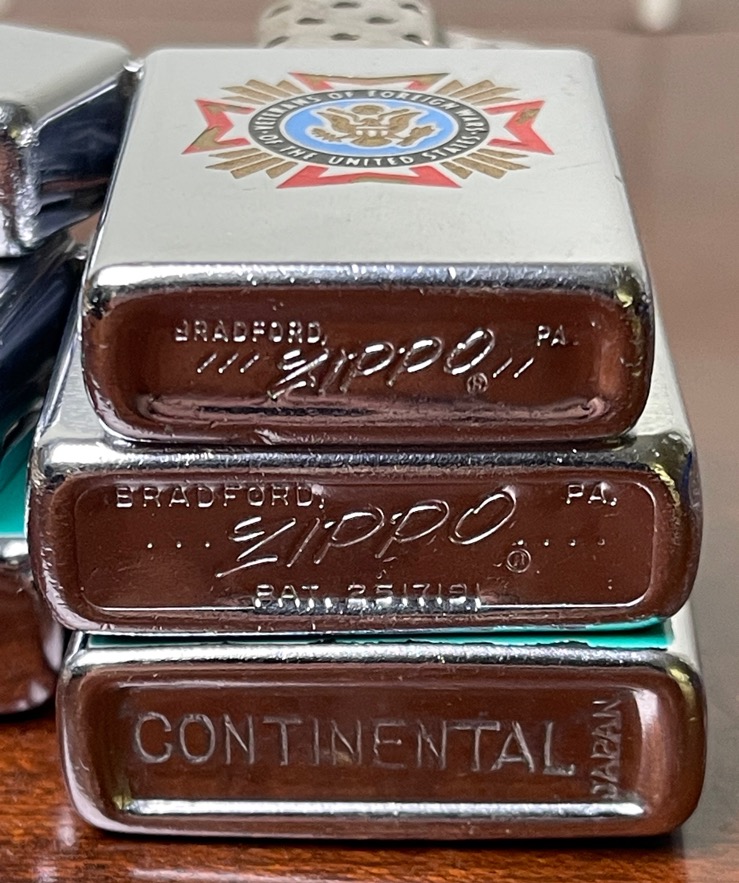 VETERANS OF FOREIGN WARS
OF THE UNITED STATES
BRADFORD, PA.
/// ZIPPO® //
BRADFORD, PA.
.... ZIPPO® ....
PAT. 2517191
CONTINENTAL
JAPAN